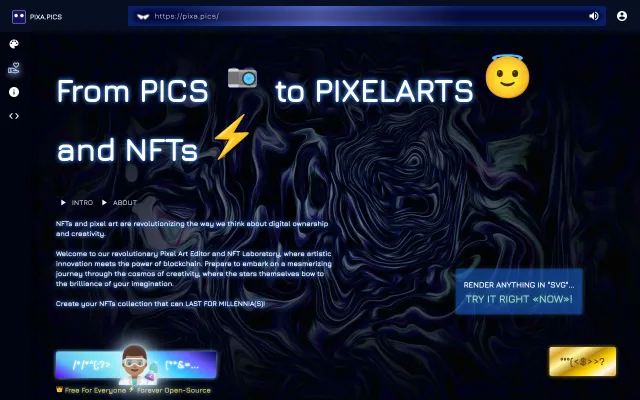 PIXA.PICS
https://pixa.pics/
From PICS to PIXELARTS
and NFTs
INTRO ABOUT
NFTs and pixel art are revolutionizing the way we think about digital ownership
and creativity.
Welcome to our revolutionary Pixel Art Editor and NFT Laboratory, where artistic
innovation meets the power of blockchain. Prepare to embark on a mesmerizing
journey through the cosmos of creativity, where the stars themselves bow to
the brilliance of your imagination.
Create your NFTs collection that can LAST FOR MILLENNIA(S)!
RENDER ANYTHING IN "SVG"...
TRY IT RIGHT «NOW»!
Free For Everyone Forever Open-Source